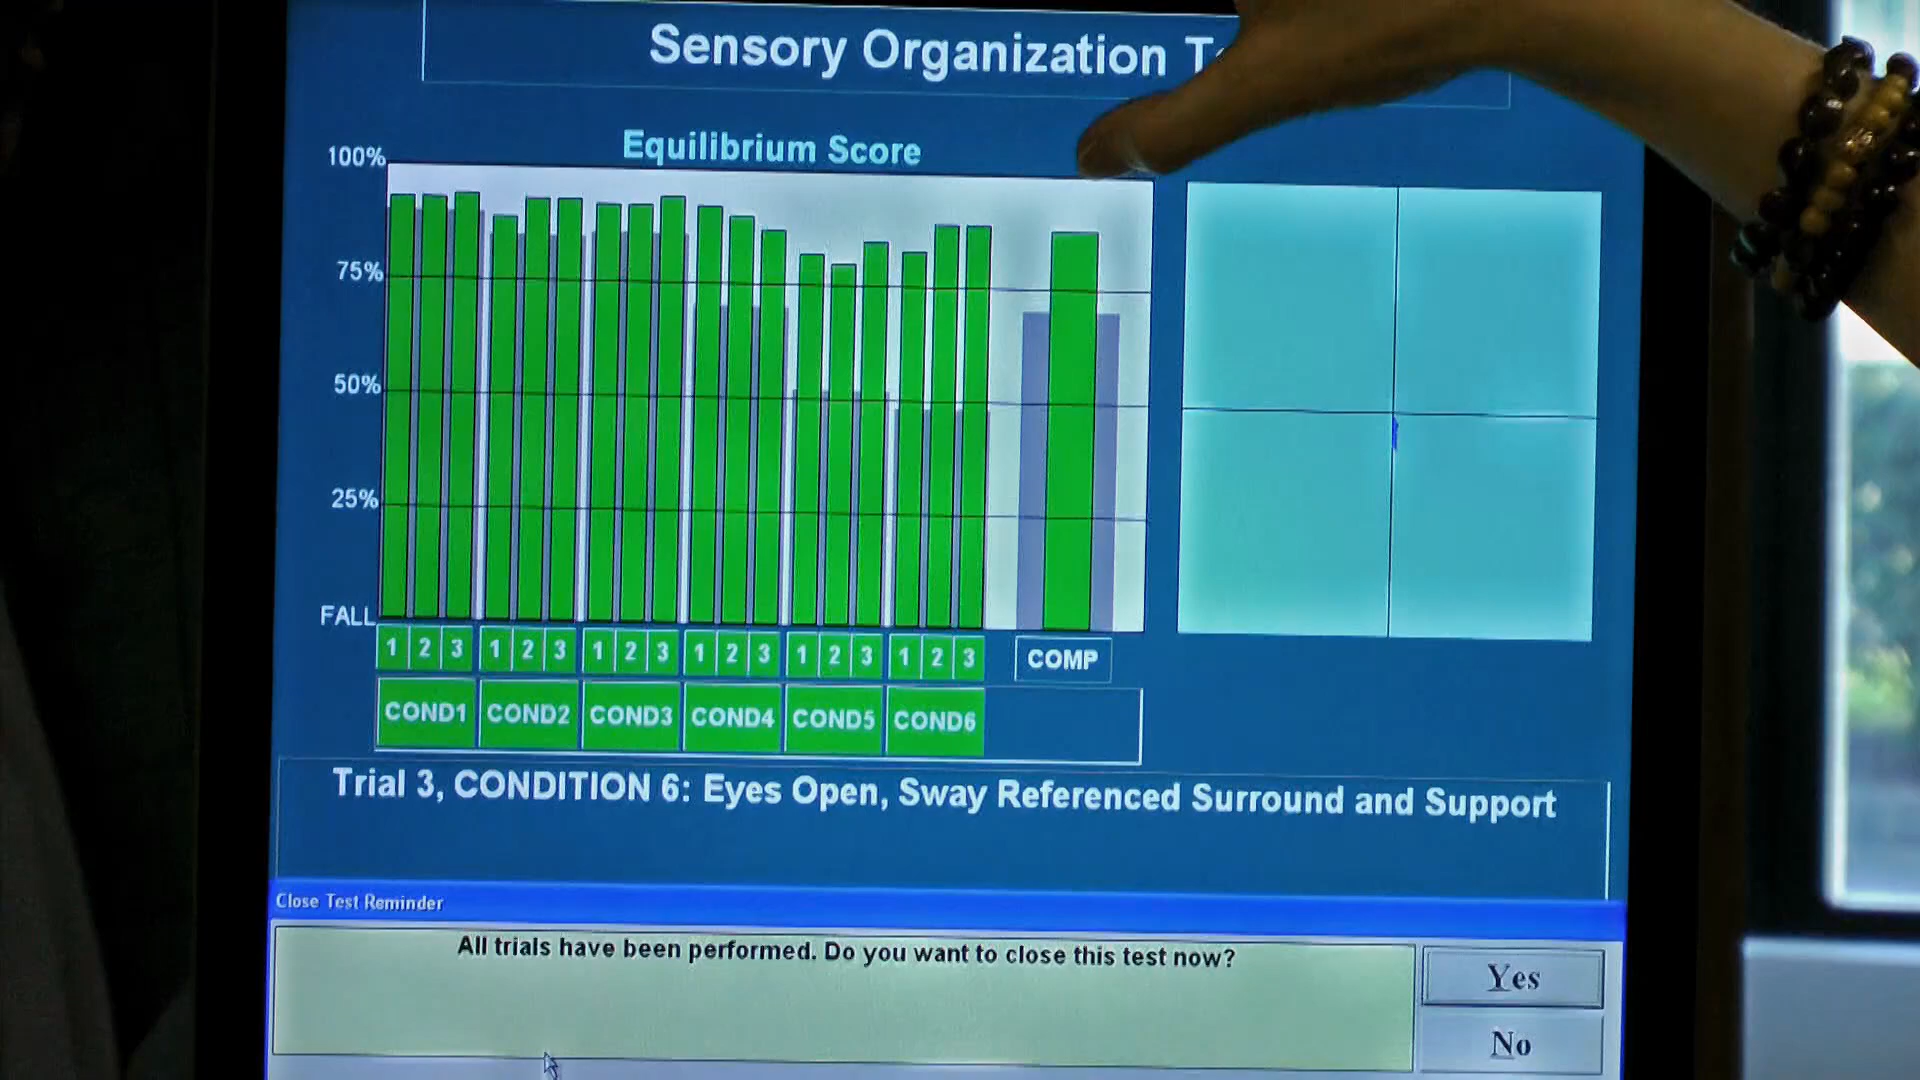 Sensory Organization
Equilibrium Score
100%
75%
50%
25%
FALL
1 2 3 1 2 3 1 2 3 1 2 3 1 2 3 1 2 3
COMP
COND1 COND2 COND3 COND4 COND5 COND6
Trial 3, CONDITION 6: Eyes Open, Sway Referenced Surround and Support
Close Test Reminder
All trials have been performed. Do you want to close this test now?
Yes
No